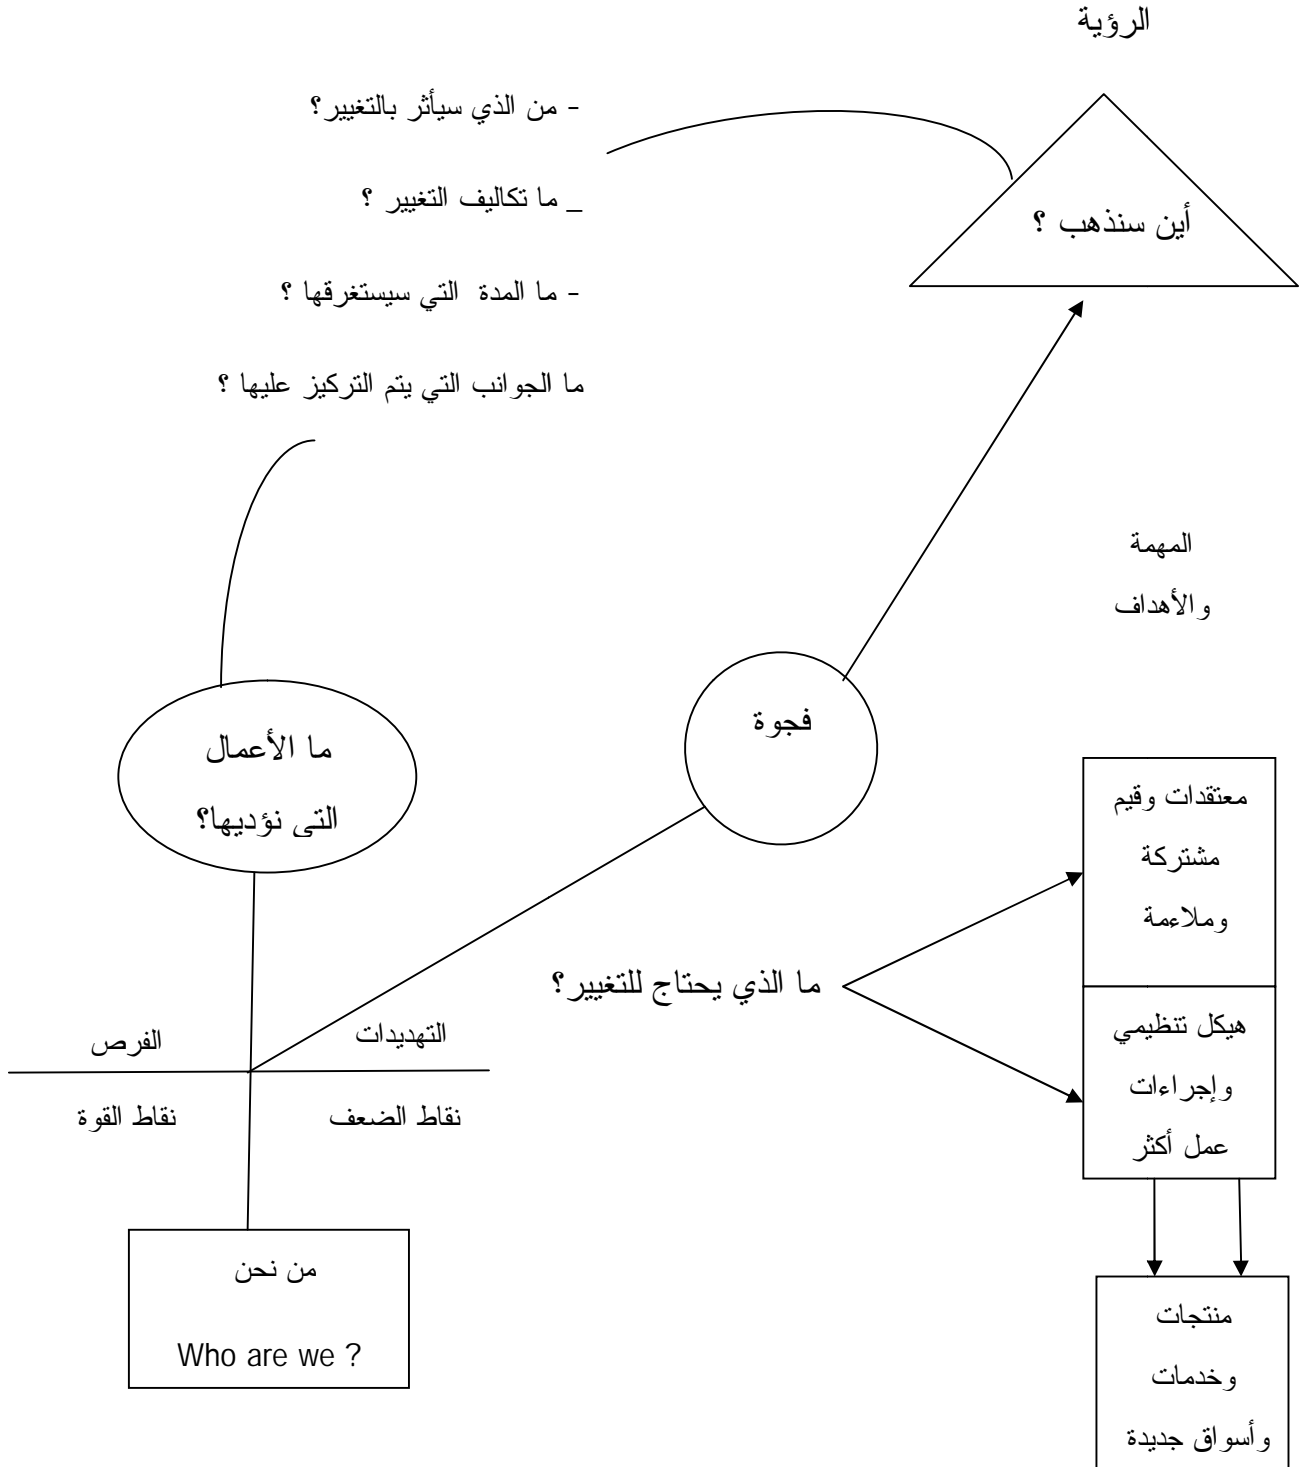 الرؤية
- من الذي سيأثر بالتغيير؟
_ ما تكاليف التغيير ؟
- ما المدة التي سيستغرقها ؟
ما الجوانب التي يتم التركيز عليها ؟
أين سنذهب ؟
المهمة
والأهداف
فجوة
ما الأعمال
التي نؤديها؟
معتقدات وقيم
مشتركة
وملاءمة
ما الذي يحتاج للتغيير؟
هيكل تنظيمي
وإجراءات
عمل أكثر
التهديدات
الفرص
نقاط الضعف
نقاط القوة
من نحن
Who are we ?
منتجات
وخدمات
وأسواق جديدة